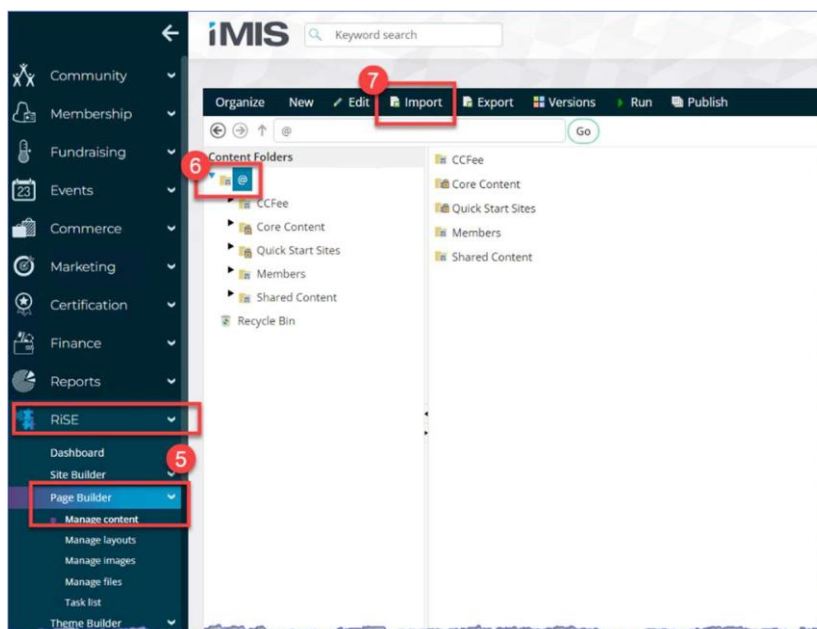 iMIS
Keyword search
Community
Membership
Fundraising
23
Events
Commerce
Marketing
Certification
Finance
Reports
RiSE
Dashboard
Site Builder
Page Builder
Manage content
Manage layouts
Manage images
Manage files
Task list
Theme Builder
5
6
7
Organize New Edit Import Export Versions Run Publish
@ Go
Content Folders
@
CCFee
Core Content
Quick Start Sites
Members
Shared Content
Recycle Bin
CCFee
Core Content
Quick Start Sites
Members
Shared Content